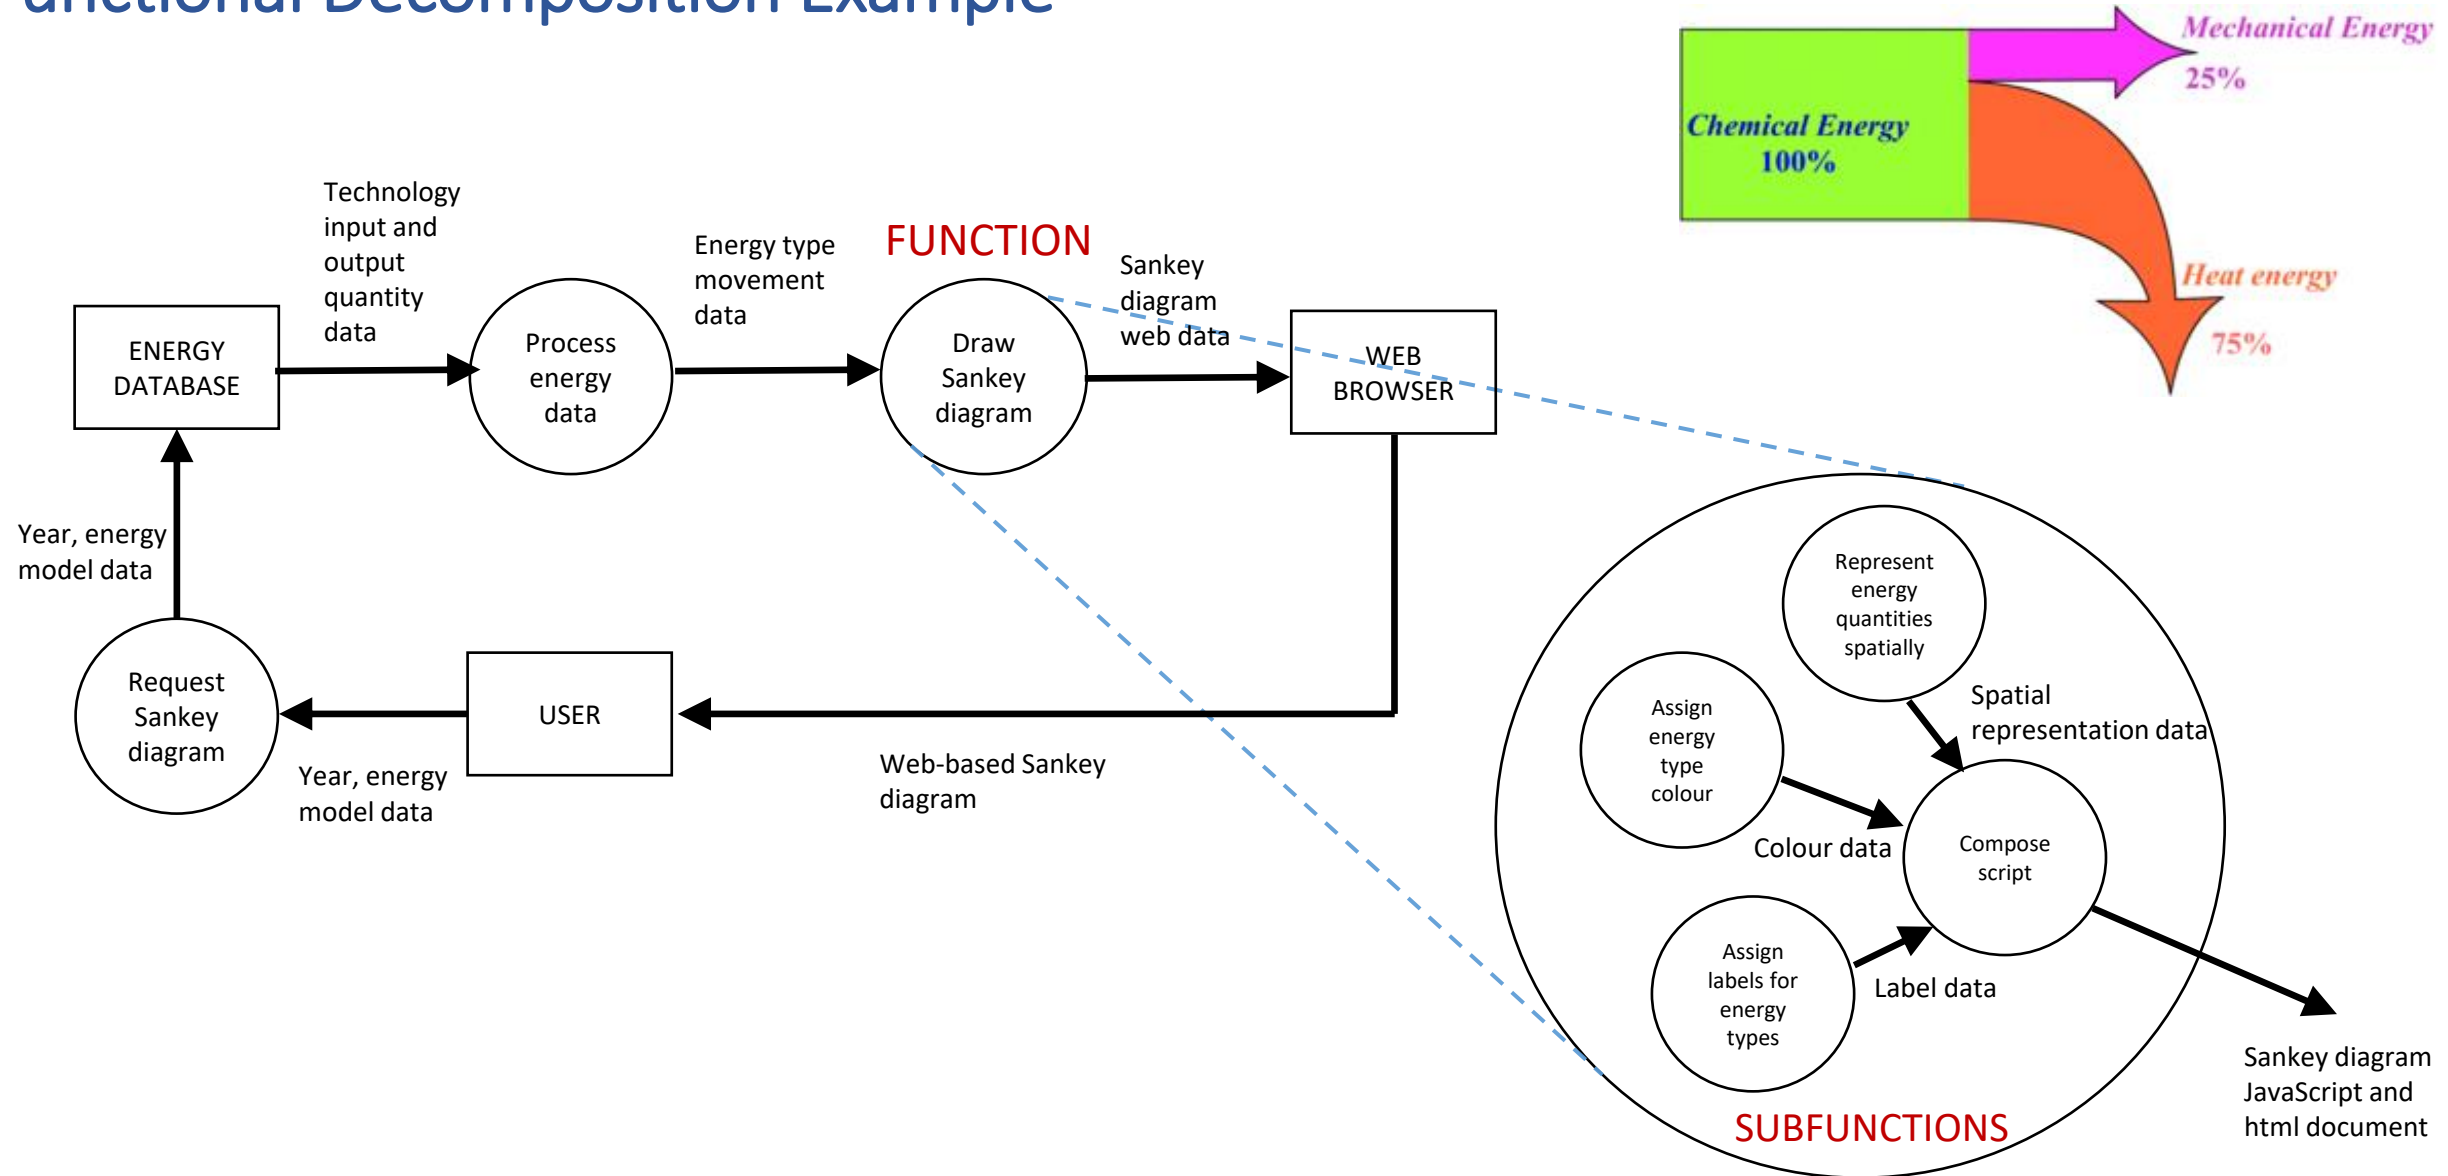 unctional Decomposition Example
Mechanical Energy
25%
Chemical Energy
100%
Heat energy
75%
Technology
input and
output
quantity
data
Energy type
movement
data
FUNCTION
Sankey
diagram
web data
ENERGY
DATABASE
Process
energy
data
Draw
Sankey
diagram
WEB
BROWSER
Year, energy
model data
Request
Sankey
diagram
Year, energy
model data
USER
Web-based Sankey
diagram
Represent
energy
quantities
spatially
Spatial
representation data
Assign
energy
type
colour
Colour data
Compose
script
Assign
labels for
energy
types
Label data
SUBFUNCTIONS
Sankey diagram
JavaScript and
html document